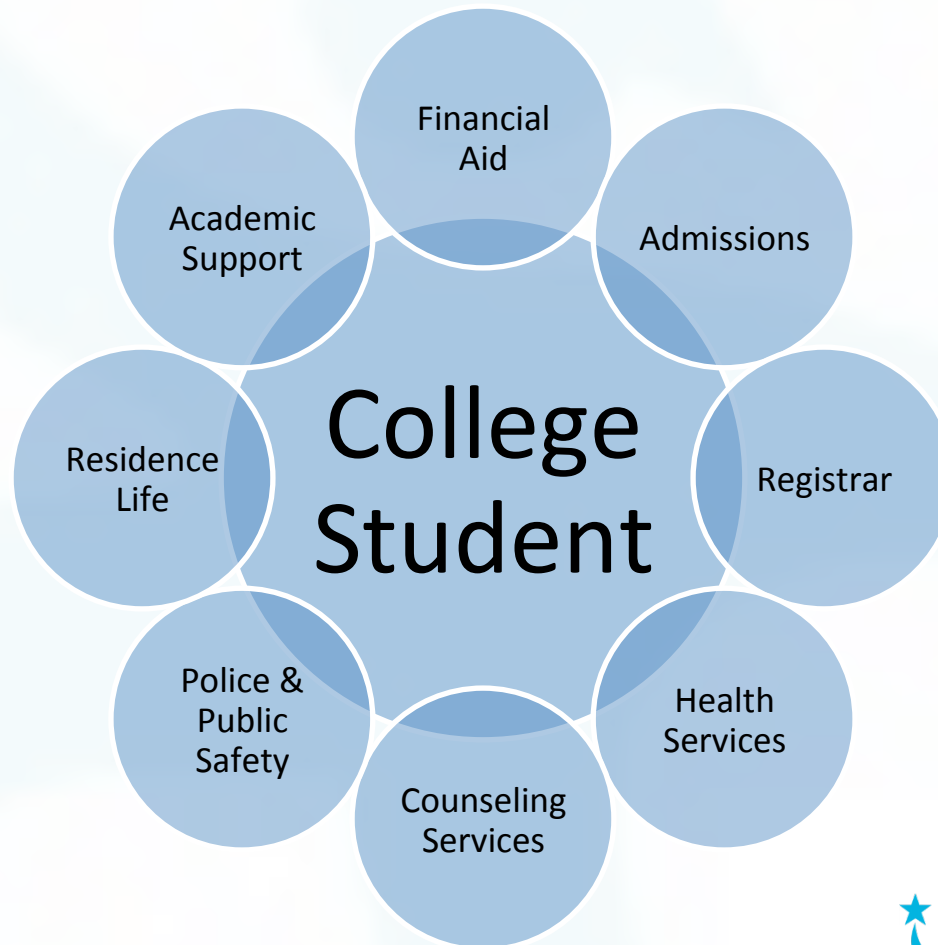 Financial
Aid
Admissions
Registrar
Health
Services
Counseling
Services
Police &
Public
Safety
Residence
Life
Academic
Support
College
Student